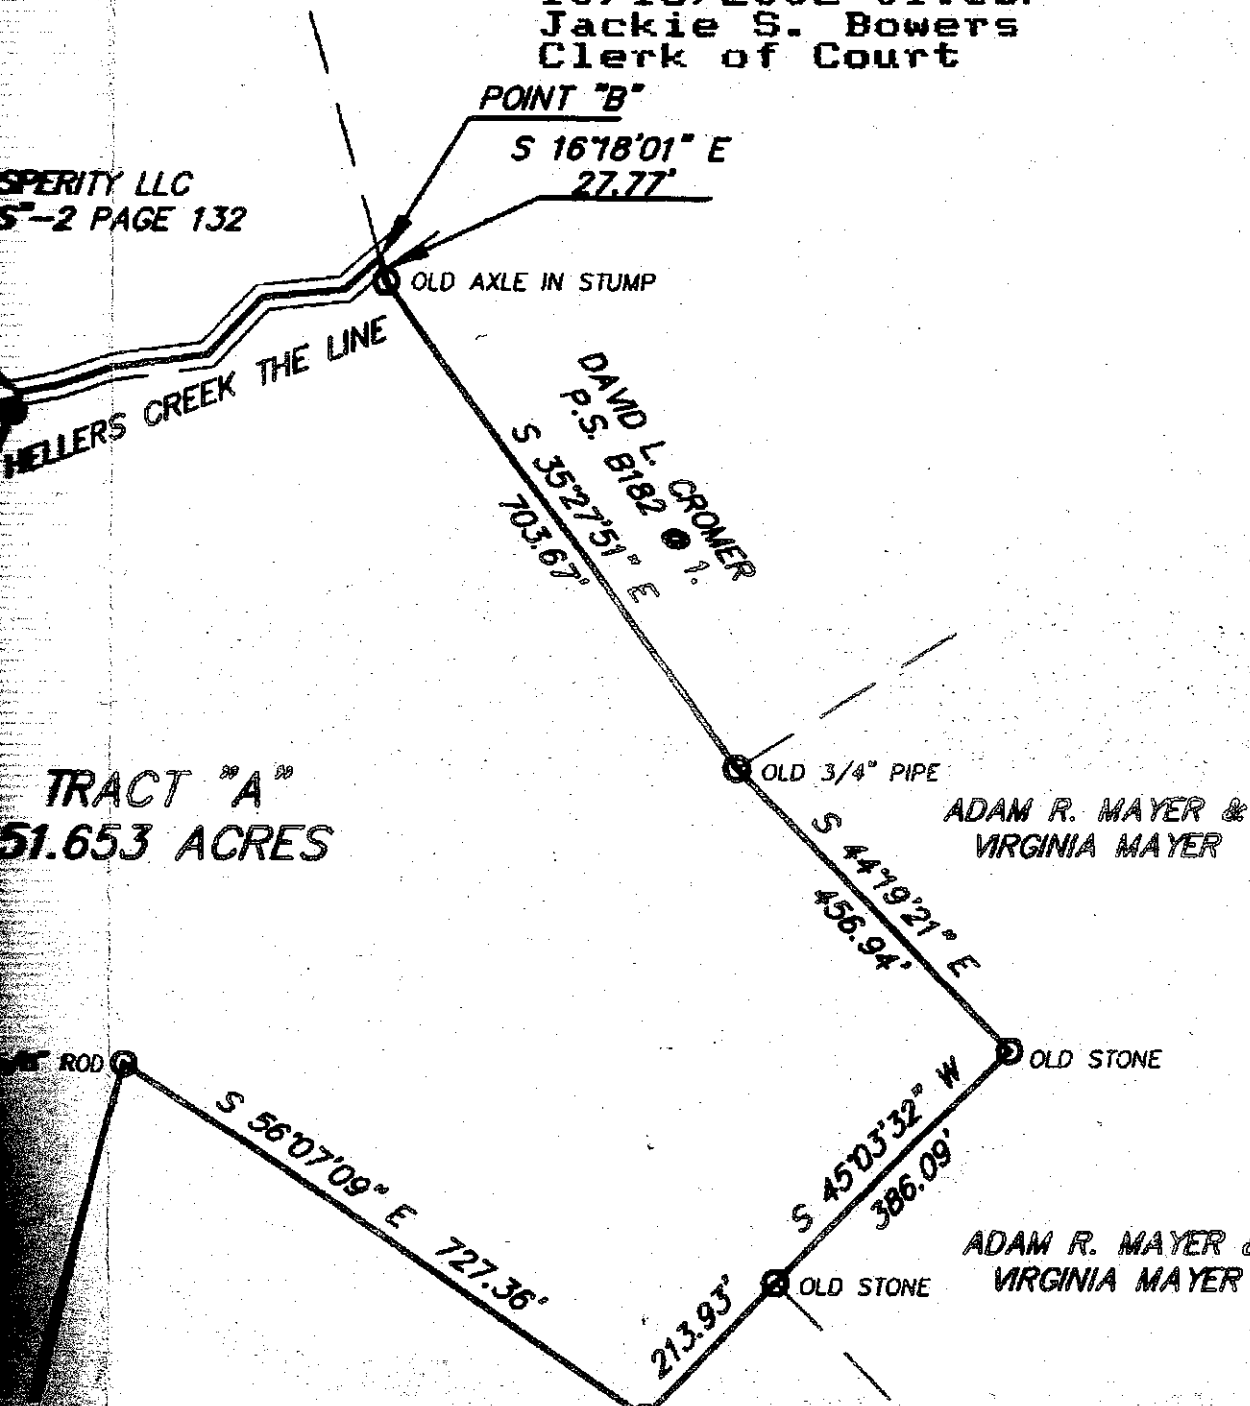 Jackie S. Bowers
Clerk of Court
POINT "B"
S 16°18'01" E
27.77'
SPERITY LLC
S"-2 PAGE 132
OLD AXLE IN STUMP
HELLERS CREEK THE LINE
DAVID L. CROMER
P.S. B182 @ 1.
S 35°27'51" E
703.67'
OLD 3/4" PIPE
TRACT "A"
51.653 ACRES
ADAM R. MAYER &
VIRGINIA MAYER
S 44°19'21" E
456.94'
ROD
OLD STONE
S 56°07'09" E 727.36'
S 45°03'32" W
386.09'
ADAM R. MAYER &
VIRGINIA MAYER
OLD STONE
213.93'